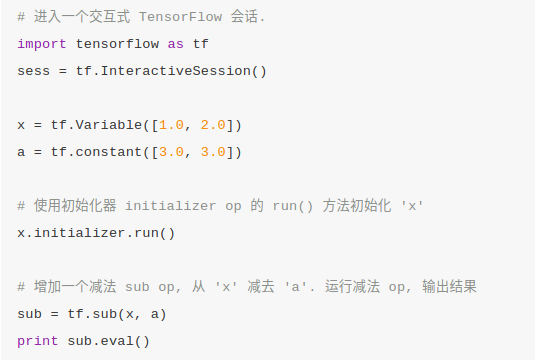 # 进入一个交互式 TensorFlow 会话.
import tensorflow as tf
sess = tf.InteractiveSession()
x = tf.Variable([1.0, 2.0])
a = tf.constant([3.0, 3.0])
# 使用初始化器 initializer op 的 run() 方法初始化 'x'
x.initializer.run()
# 增加一个减法 sub op, 从 'x' 减去 'a'. 运行减法 op, 输出结果
sub = tf.sub(x, a)
print sub.eval()